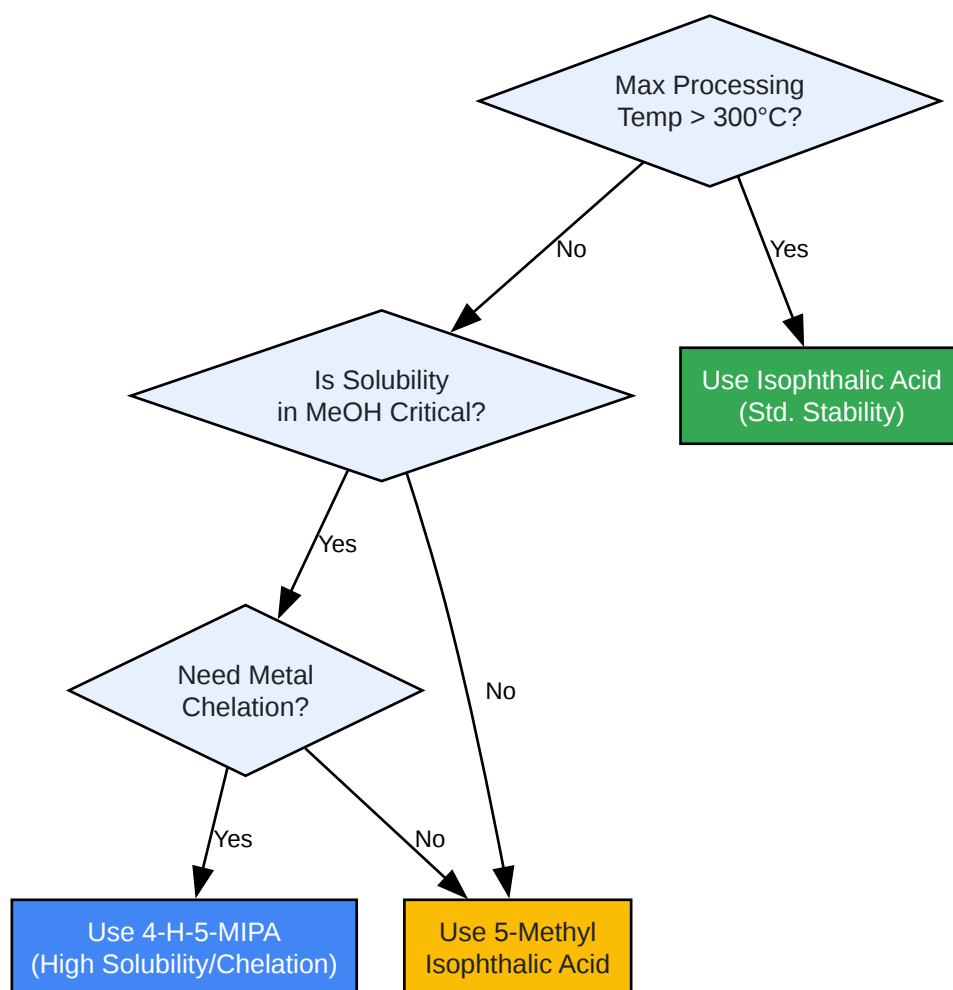 Max Processing
Temp > 300°C?
No
Yes
Is Solubility
in MeOH Critical?
Use Isophthalic Acid
(Std. Stability)
Yes
Need Metal
Chelation?
No
Yes
No
Use 4-H-5-MIPA
(High Solubility/Chelation)
Use 5-Methyl
Isophthalic Acid